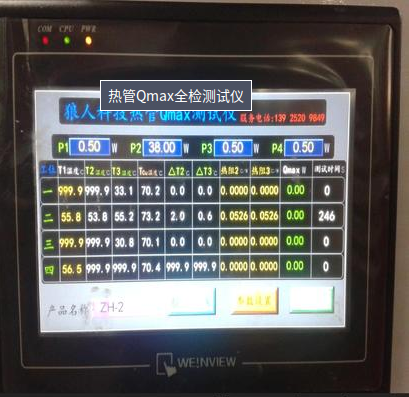 COM CPU PWR
热管Qmax全检测试仪
狼人科技热管Qmax测试仪 服务电话:139 2520 9849
P1 0.50 W P2 38.00 W P3 0.50 W P4 0.50 W
工位 T1温度℃ T2温度℃ T3温度℃ Tcu温度℃ △T2℃ △T3℃ 热阻2℃/W 热阻3℃/W Qmax W 测试时间S
一 999.9 999.9 33.1 70.2 0.0 0.0 0.0000 0.0000 0.00 0
二 55.8 53.8 55.2 73.2 2.0 0.6 0.0526 0.0526 0.00 246
三 999.9 999.9 30.8 70.1 0.0 0.0 0.0000 0.0000 0.00 0
四 56.5 999.9 999.9 70.4 999.9 999.9 0.0000 0.0000 0.00 0
产品名称 ZH-2 参数设置
WEINVIEW